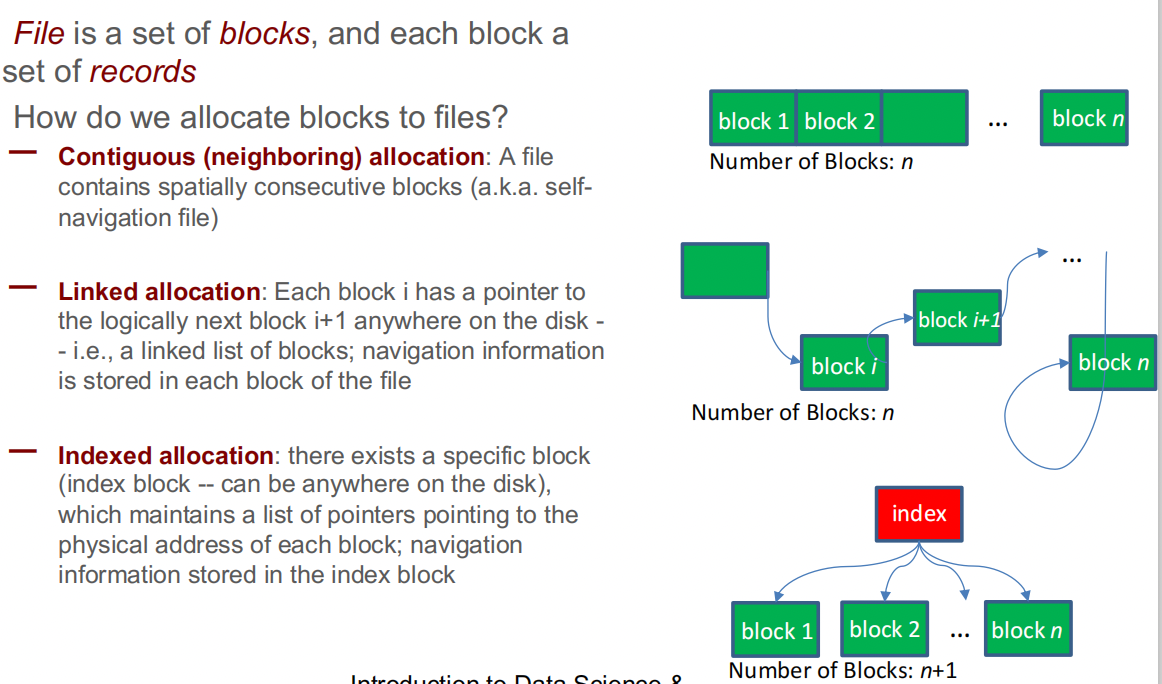 File is a set of blocks, and each block a
set of records
How do we allocate blocks to files?
— Contiguous (neighboring) allocation: A file
contains spatially consecutive blocks (a.k.a. self-
navigation file)
— Linked allocation: Each block i has a pointer to
the logically next block i+1 anywhere on the disk -
- i.e., a linked list of blocks; navigation information
is stored in each block of the file
— Indexed allocation: there exists a specific block
(index block -- can be anywhere on the disk),
which maintains a list of pointers pointing to the
physical address of each block; navigation
information stored in the index block
block 1 block 2 ... block n
Number of Blocks: n
...
block i+1
block i
block n
Number of Blocks: n
index
block 1 block 2 ... block n
Number of Blocks: n+1
Introduction to Data Science &